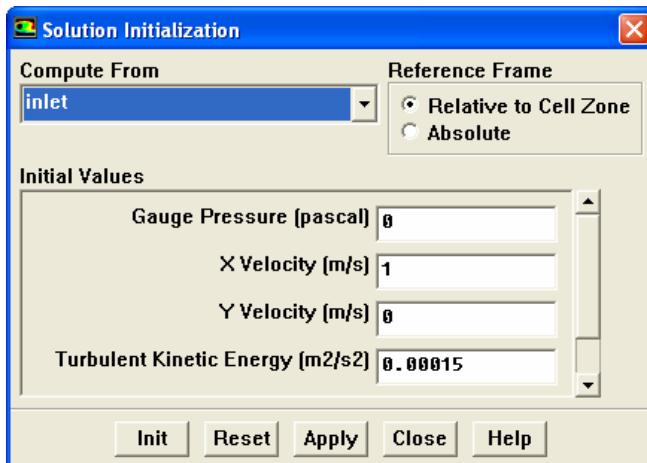 Solution Initialization
Compute From
inlet
Reference Frame
Relative to Cell Zone
Absolute
Initial Values
Gauge Pressure (pascal) 0
X Velocity (m/s) 1
Y Velocity (m/s) 0
Turbulent Kinetic Energy (m2/s2) 0.00015
Init Reset Apply Close Help